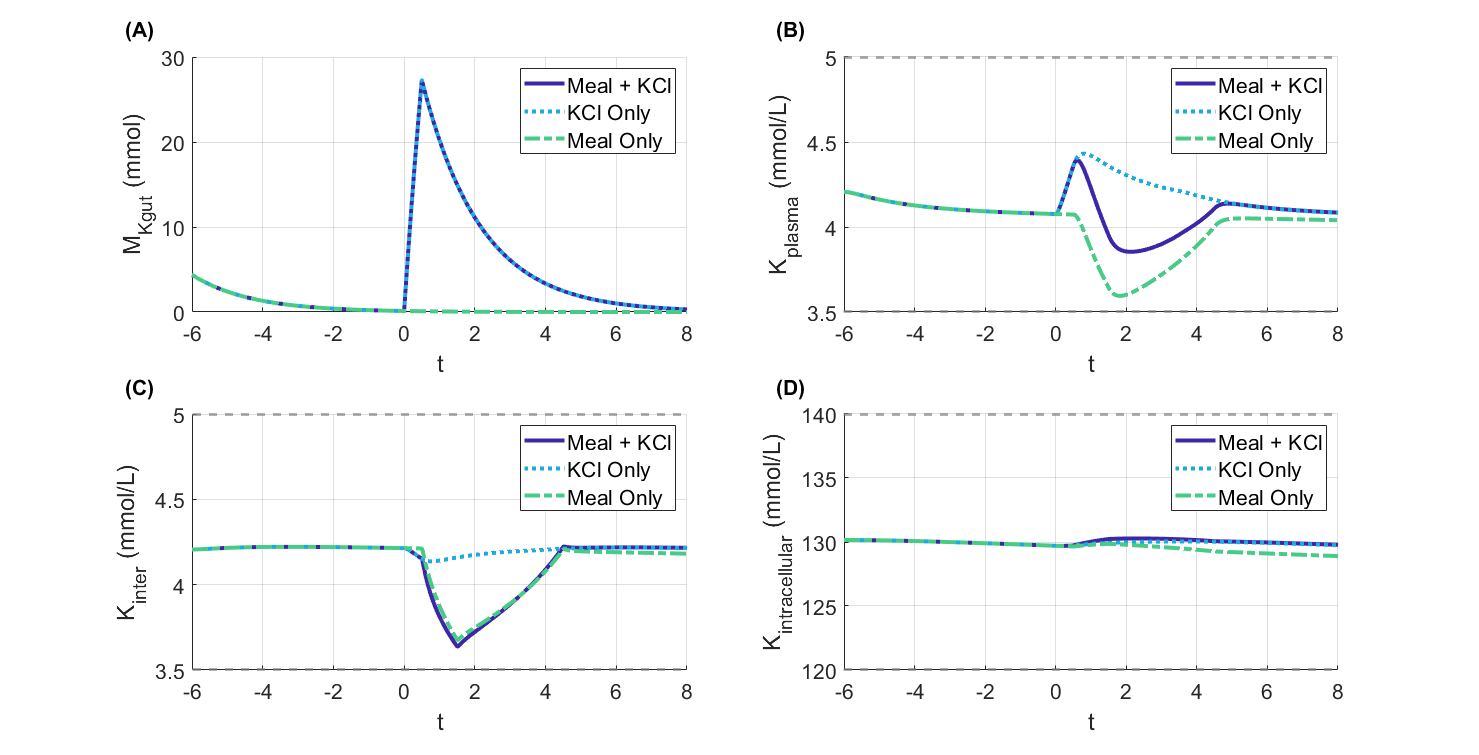 (A)
30
20
10
0
M_Kgut (mmol)
-6 -4 -2 0 2 4 6 8
t
Meal + KCl
KCl Only
Meal Only
(B)
5
4.5
4
3.5
K_plasma (mmol/L)
-6 -4 -2 0 2 4 6 8
t
Meal + KCl
KCl Only
Meal Only
(C)
5
4.5
4
3.5
K_inter (mmol/L)
-6 -4 -2 0 2 4 6 8
t
Meal + KCl
KCl Only
Meal Only
(D)
140
135
130
125
120
K_intracellular (mmol/L)
-6 -4 -2 0 2 4 6 8
t
Meal + KCl
KCl Only
Meal Only